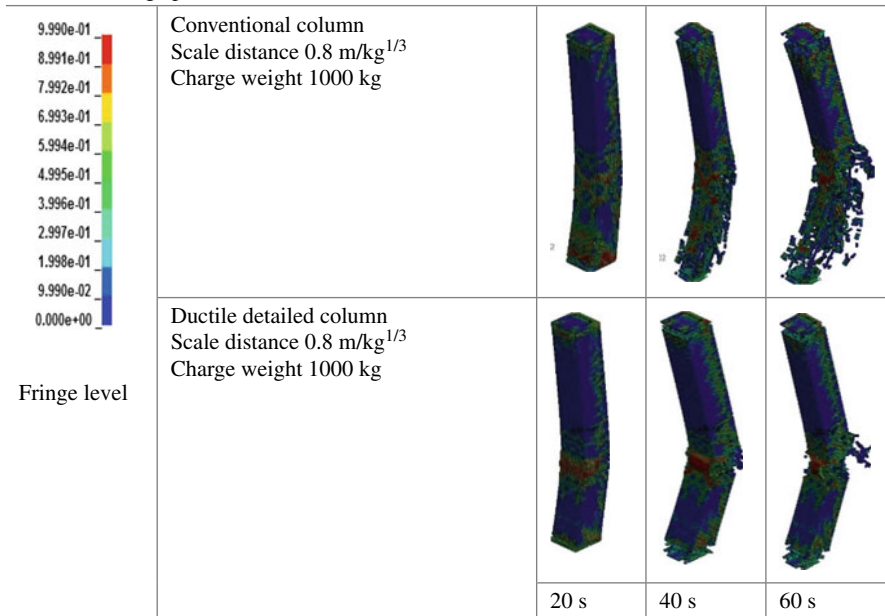 9.990e-01
8.991e-01
7.992e-01
6.993e-01
5.994e-01
4.995e-01
3.996e-01
2.997e-01
1.998e-01
9.990e-02
0.000e+00
Fringe level
Conventional column
Scale distance 0.8 m/kg1/3
Charge weight 1000 kg
Ductile detailed column
Scale distance 0.8 m/kg1/3
Charge weight 1000 kg
20 s
40 s
60 s